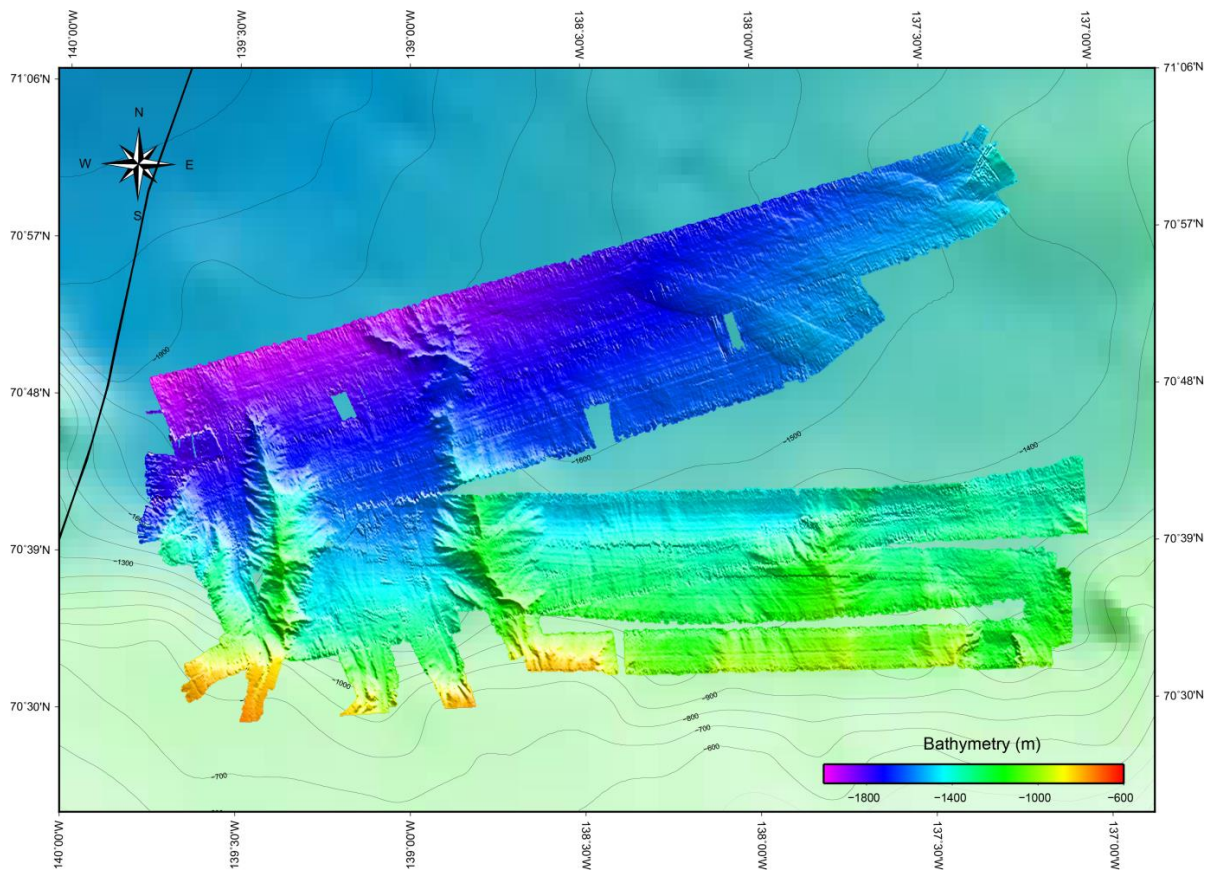 140˚00'W 139˚30'W 139˚00'W 138˚30'W 138˚00'W 137˚30'W 137˚00'W
71˚06'N 71˚06'N
N
W E
S
70˚57'N 70˚57'N
−1900
70˚48'N 70˚48'N
−1500
−1400
−1600
70˚39'N 70˚39'N
−1300
−1000
−900
70˚30'N 70˚30'N
−800
−700
−600
Bathymetry (m)
−700
−1800 −1400 −1000 −600
140˚00'W 139˚30'W 139˚00'W 138˚30'W 138˚00'W 137˚30'W 137˚00'W